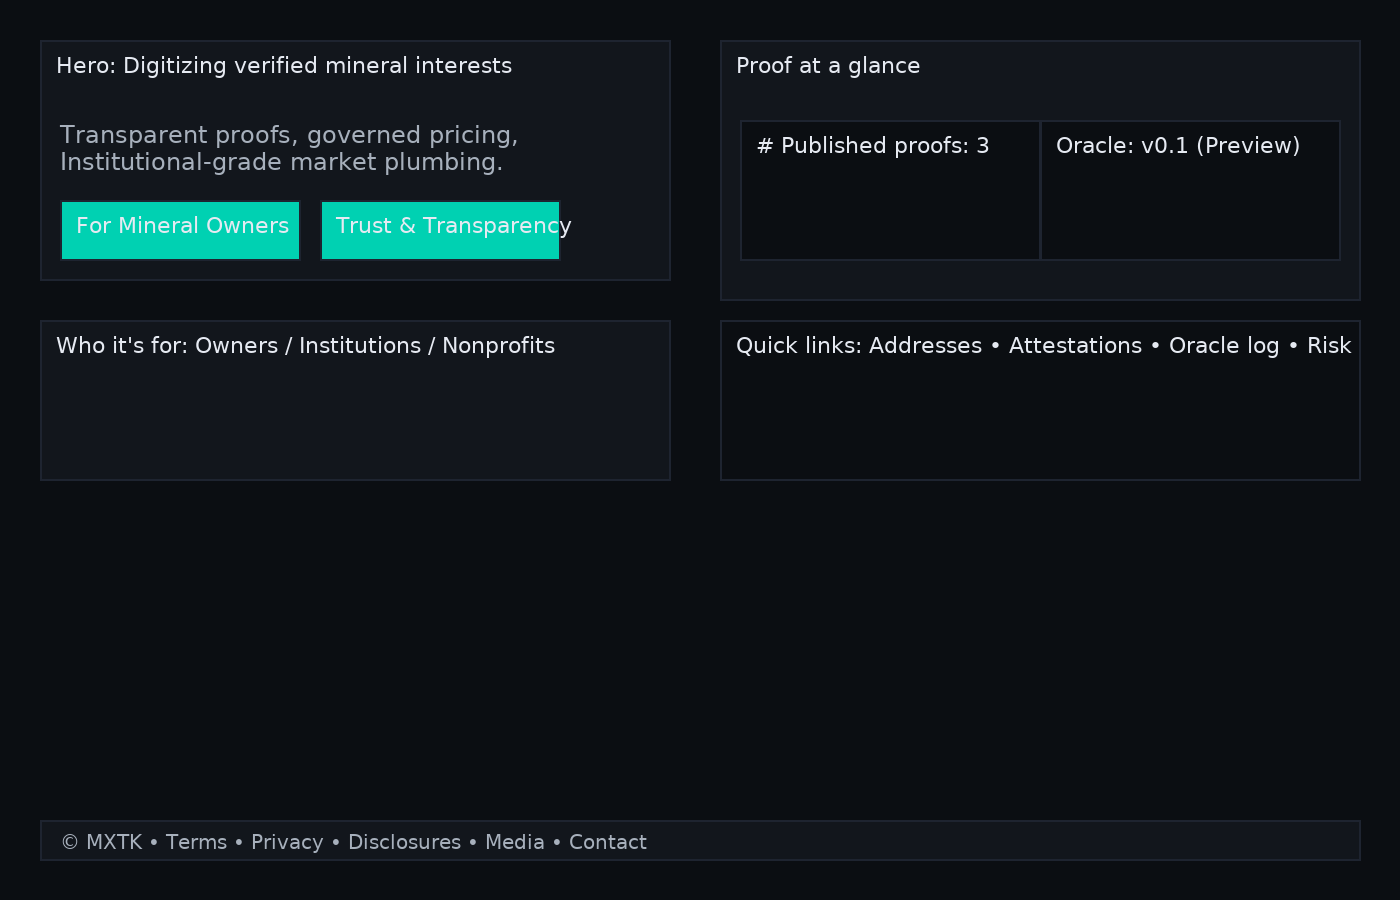 Hero: Digitizing verified mineral interests
Transparent proofs, governed pricing,
Institutional-grade market plumbing.
For Mineral Owners
Trust & Transparency
Proof at a glance
# Published proofs: 3
Oracle: v0.1 (Preview)
Who it's for: Owners / Institutions / Nonprofits
Quick links: Addresses • Attestations • Oracle log • Risk
© MXTK • Terms • Privacy • Disclosures • Media • Contact